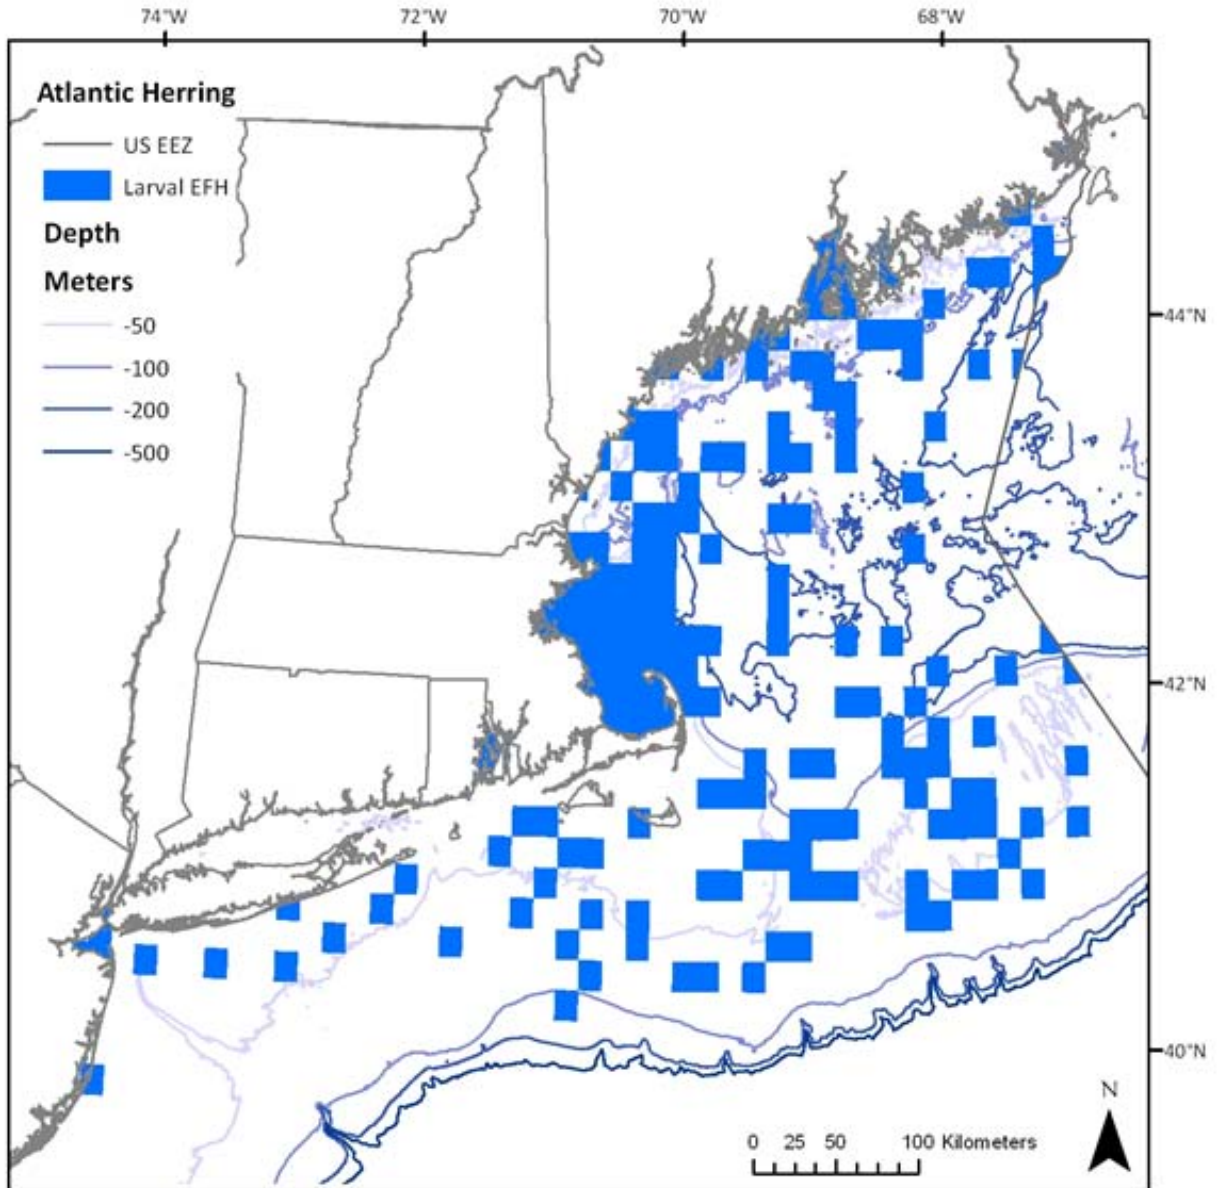 74°W 72°W 70°W 68°W
Atlantic Herring
US EEZ
Larval EFH
Depth
Meters
-50
-100
-200
-500
44°N
42°N
40°N
N
0 25 50 100 Kilometers